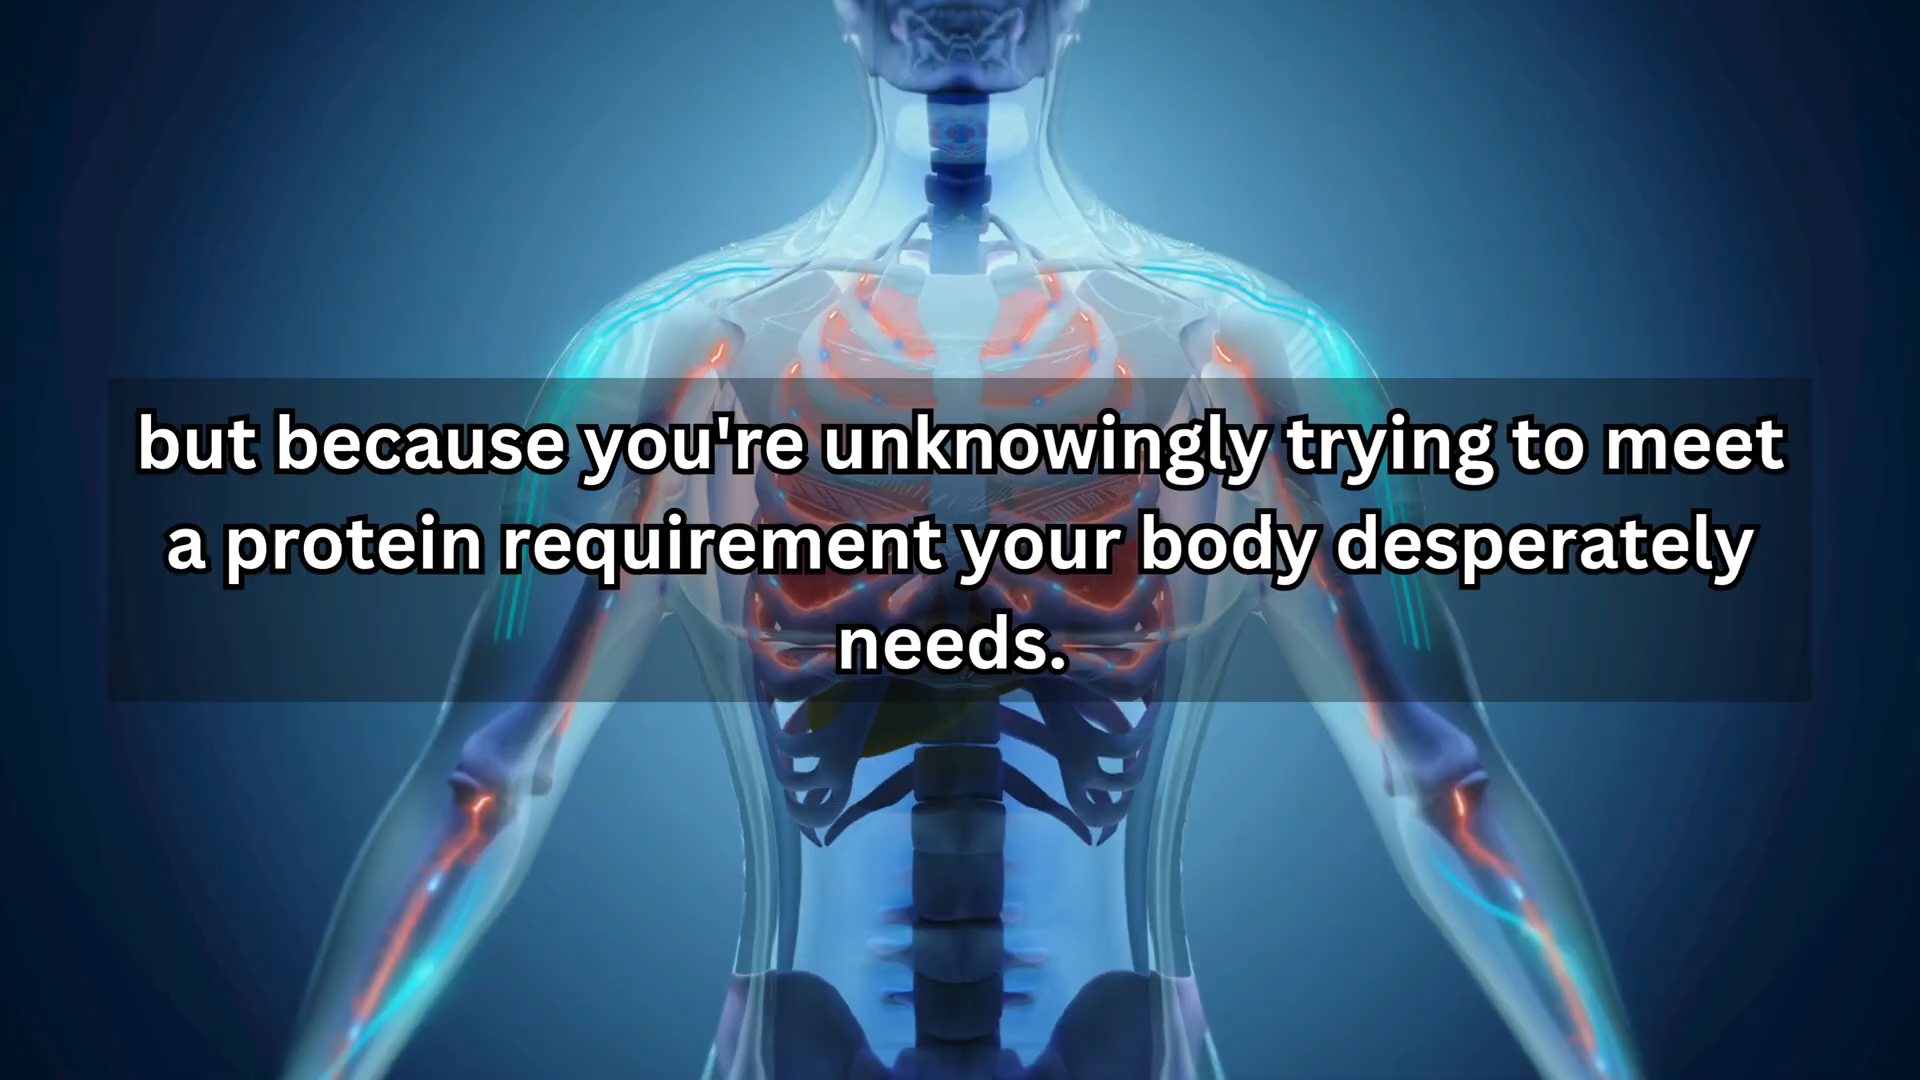 but because you're unknowingly trying to meet
a protein requirement your body desperately
needs.